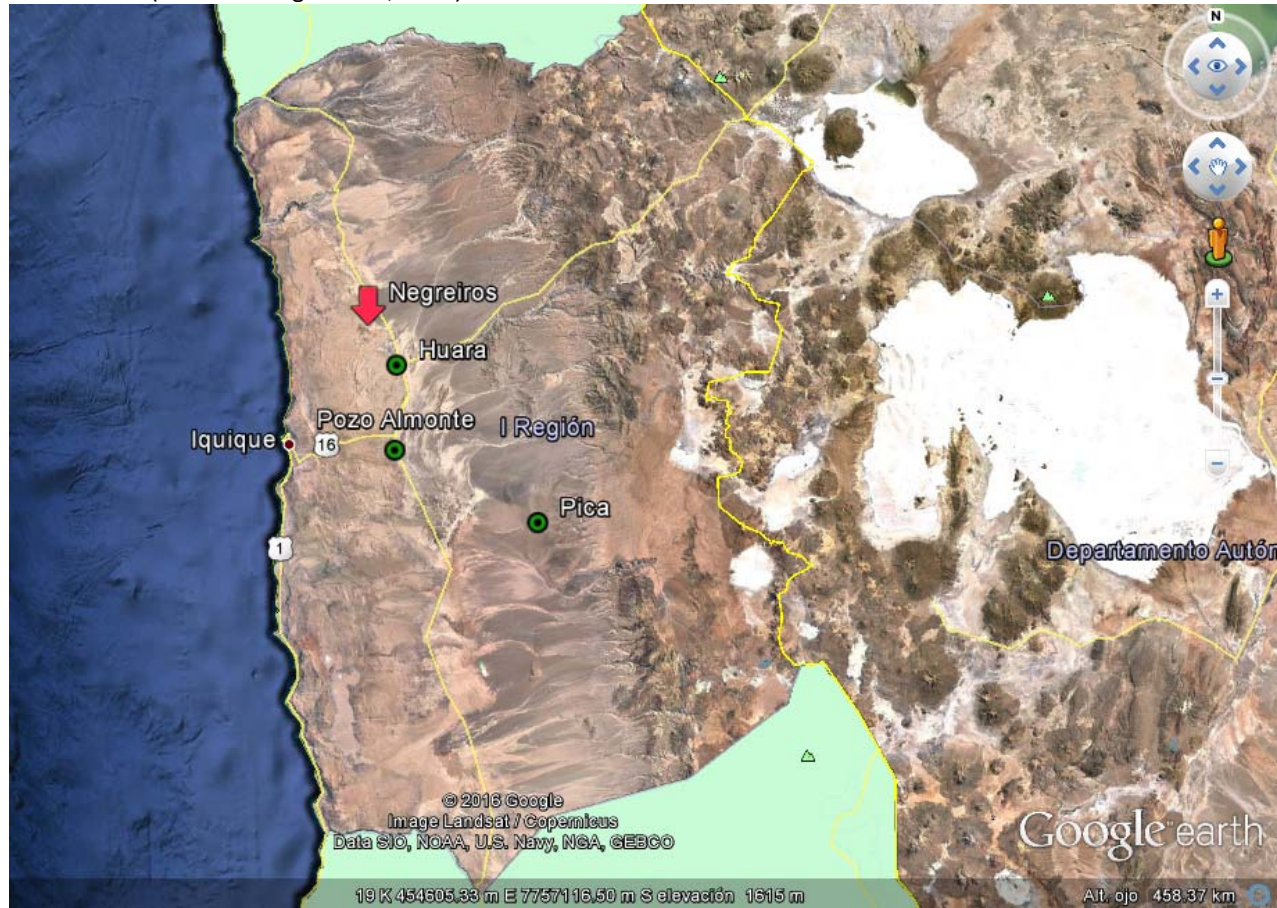 N
Negreiros
Huara
Pozo Almonte
I Región
Iquique
16
Pica
1
Departamento Autón
© 2016 Google
Image Landsat / Copernicus
Data SIO, NOAA, U.S. Navy, NGA, GEBCO
Google earth
19 K 454605.33 m E 7757116.50 m S elevación 1615 m
Alt. ojo 458.37 km